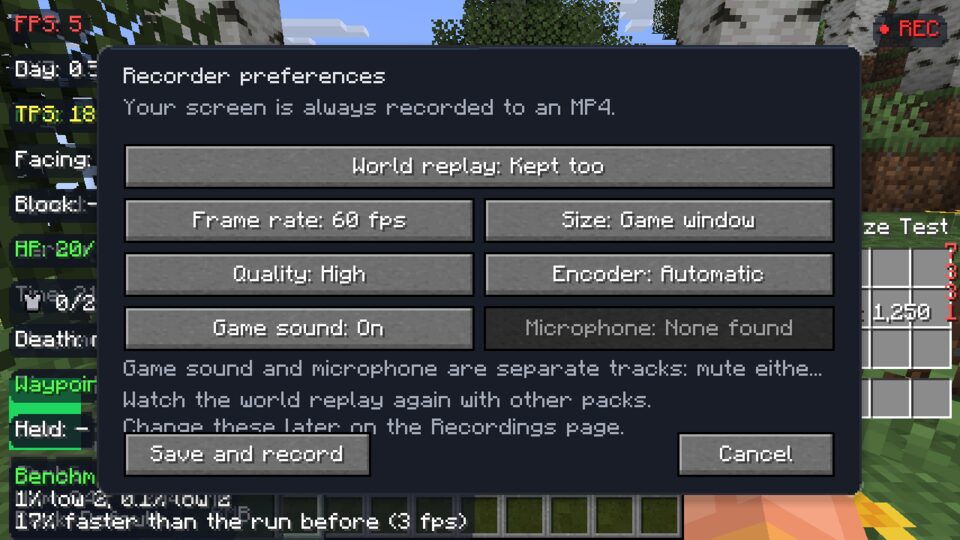 FPS: 5
REC
Day: 0.5
TPS: 18
Facing:
Block: -
HP: 20/
0/2
Death:
Waypoin
Held: -
Benchm
1% low 2, 0.1% low 2
17% faster than the run before (3 fps)
Recorder preferences
Your screen is always recorded to an MP4.
World replay: Kept too
Frame rate: 60 fps
Size: Game window
Quality: High
Encoder: Automatic
Game sound: On
Microphone: None found
Game sound and microphone are separate tracks: mute eithe...
Watch the world replay again with other packs.
Change these later on the Recordings page.
Save and record
Cancel
ze Test
1,250